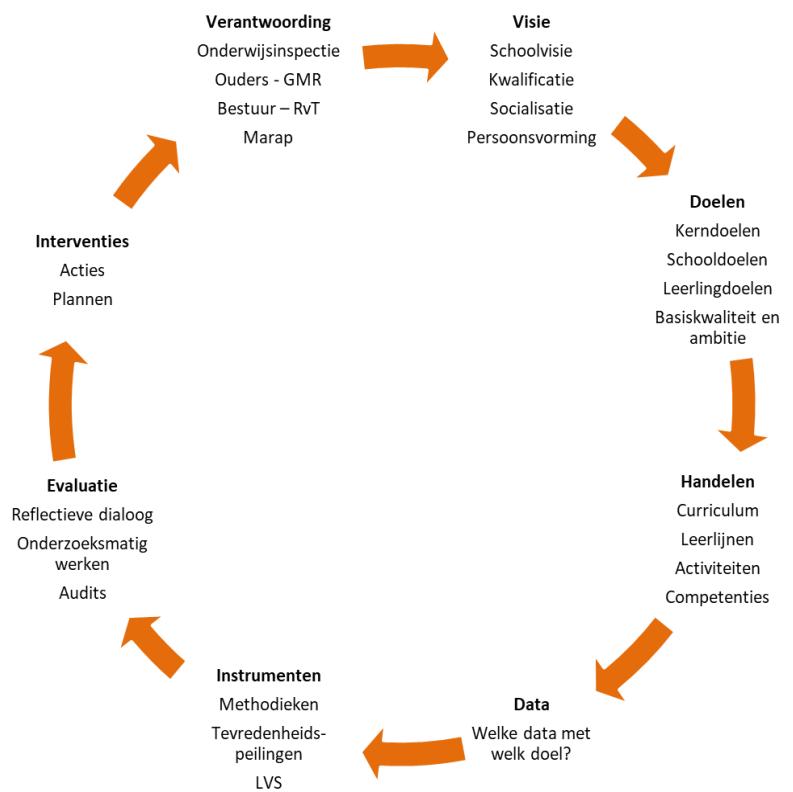 Verantwoording
Onderwijsinspectie
Ouders - GMR
Bestuur – RvT
Marap
Visie
Schoolvisie
Kwalificatie
Socialisatie
Persoonsvorming
Doelen
Kerndoelen
Schooldoelen
Leerlingdoelen
Basiskwaliteit en
ambitie
Handelen
Curriculum
Leerlijnen
Activiteiten
Competenties
Data
Welke data met
welk doel?
Instrumenten
Methodieken
Tevredenheids-
peilingen
LVS
Evaluatie
Reflectieve dialoog
Onderzoeksmatig
werken
Audits
Interventies
Acties
Plannen